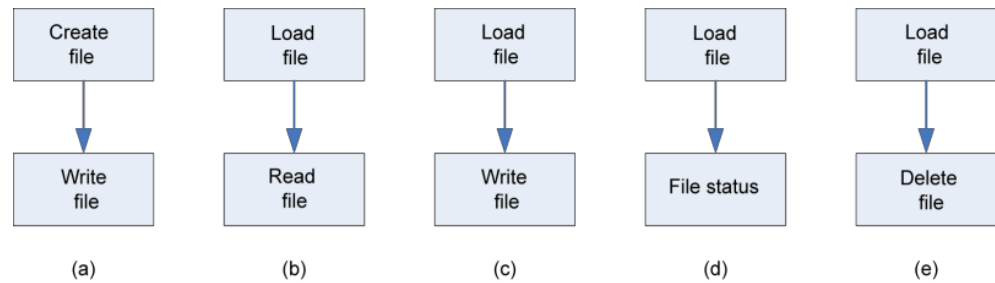 Create
file
Load
file
Load
file
Load
file
Load
file
Write
file
Read
file
Write
file
File status
Delete
file
(a)
(b)
(c)
(d)
(e)